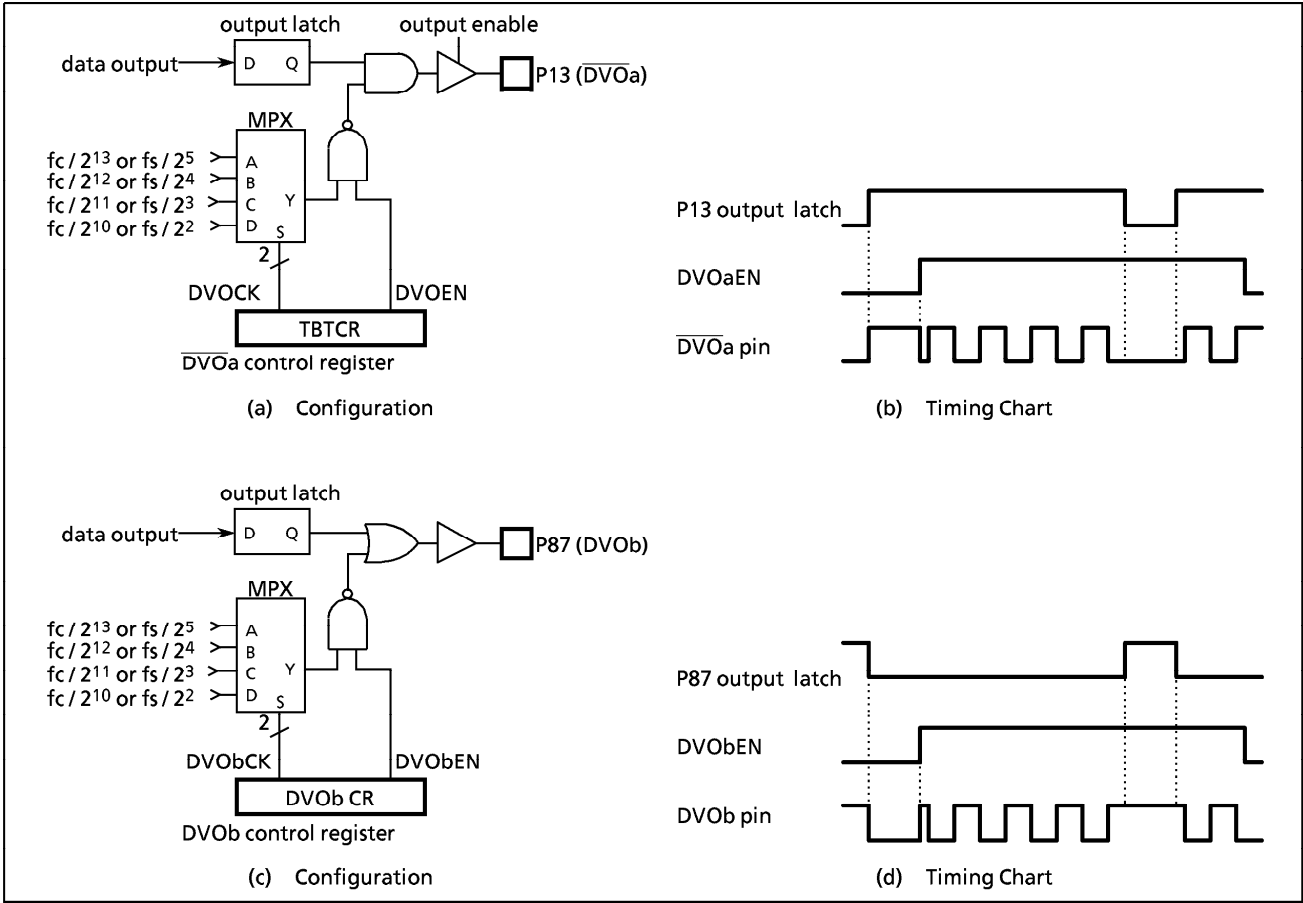 output latch
output enable
data output
D Q
P13 (D̅V̅O̅a)
MPX
fc / 2¹³ or fs / 2⁵
A
fc / 2¹² or fs / 2⁴
B
fc / 2¹¹ or fs / 2³
C
Y
fc / 2¹⁰ or fs / 2²
D
S
2
DVOCK
DVOEN
TBTCR
D̅V̅O̅a control register
(a) Configuration
P13 output latch
DVOaEN
D̅V̅O̅a pin
(b) Timing Chart
output latch
data output
D Q
P87 (DVOb)
MPX
fc / 2¹³ or fs / 2⁵
A
fc / 2¹² or fs / 2⁴
B
fc / 2¹¹ or fs / 2³
C
Y
fc / 2¹⁰ or fs / 2²
D
S
2
DVObCK
DVObEN
DVOb CR
DVOb control register
(c) Configuration
P87 output latch
DVObEN
DVOb pin
(d) Timing Chart